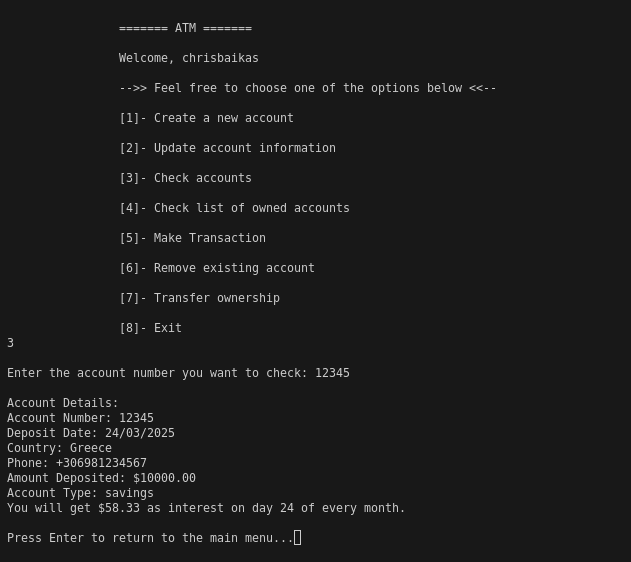 ======= ATM =======
Welcome, chrisbaikas
-->> Feel free to choose one of the options below <<--
[1]- Create a new account
[2]- Update account information
[3]- Check accounts
[4]- Check list of owned accounts
[5]- Make Transaction
[6]- Remove existing account
[7]- Transfer ownership
[8]- Exit
3
Enter the account number you want to check: 12345
Account Details:
Account Number: 12345
Deposit Date: 24/03/2025
Country: Greece
Phone: +306981234567
Amount Deposited: $10000.00
Account Type: savings
You will get $58.33 as interest on day 24 of every month.
Press Enter to return to the main menu...